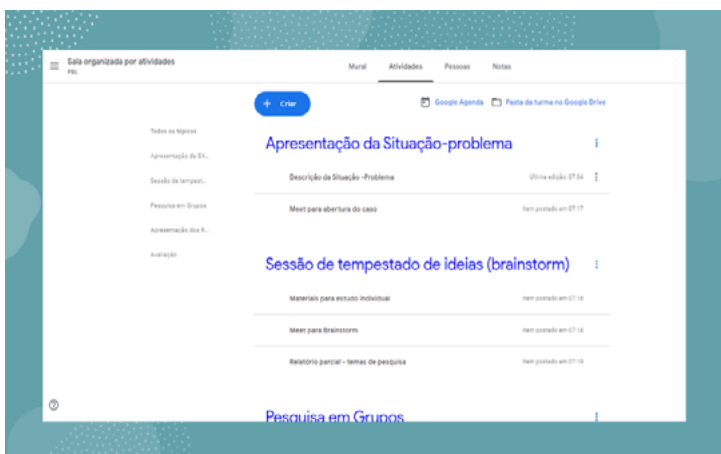 Sala organizada por atividades
PBL
Mural Atividades Pessoas Notas
+ Criar
Google Agenda Pasta da turma no Google Drive
Todos os tópicos
Apresentação da Sit...
Sessão de tempest...
Pesquisa em Grupos
Apresentação dos R...
Avaliação
Apresentação da Situação-problema
Descrição da Situação -Problema Última edição 07:54
Meet para abertura do caso Item postado em 07:17
Sessão de tempestado de ideias (brainstorm)
Materiais para estudo individual Item postado em 07:18
Meet para Brainstorm Item postado em 07:18
Relatório parcial - temas de pesquisa Item postado em 07:19
Pesquisa em Grupos